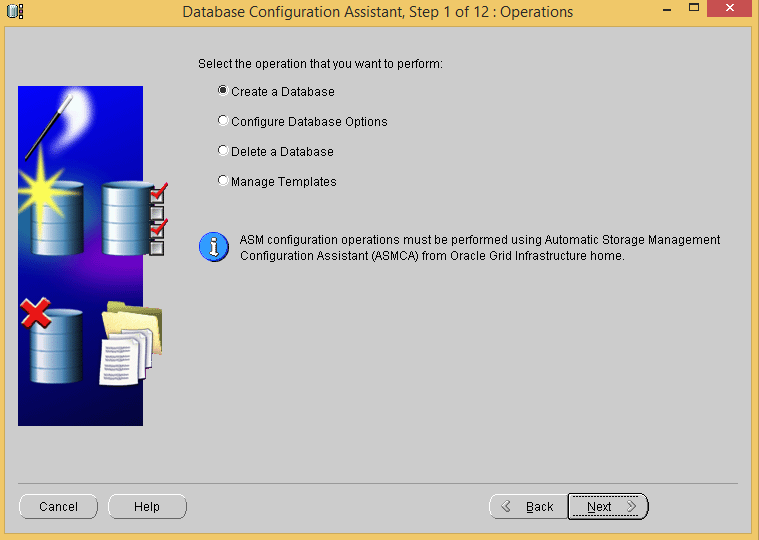 Database Configuration Assistant, Step 1 of 12 : Operations
Select the operation that you want to perform:
Create a Database
Configure Database Options
Delete a Database
Manage Templates
ASM configuration operations must be performed using Automatic Storage Management
Configuration Assistant (ASMCA) from Oracle Grid Infrastructure home.
Cancel
Help
Back
Next